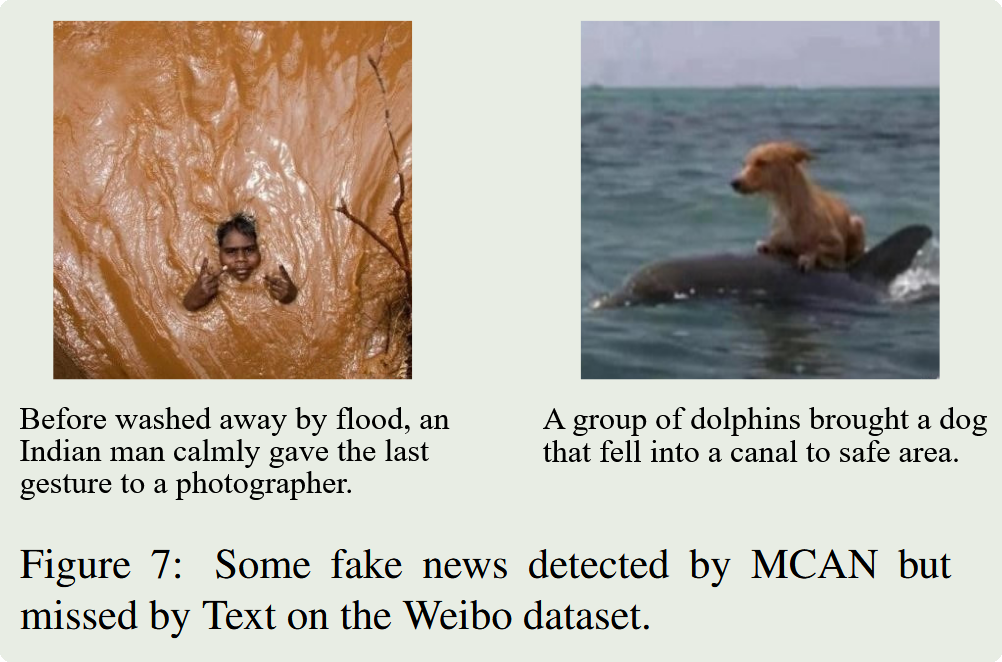 Before washed away by flood, an
Indian man calmly gave the last
gesture to a photographer.
A group of dolphins brought a dog
that fell into a canal to safe area.
Figure 7: Some fake news detected by MCAN but
missed by Text on the Weibo dataset.